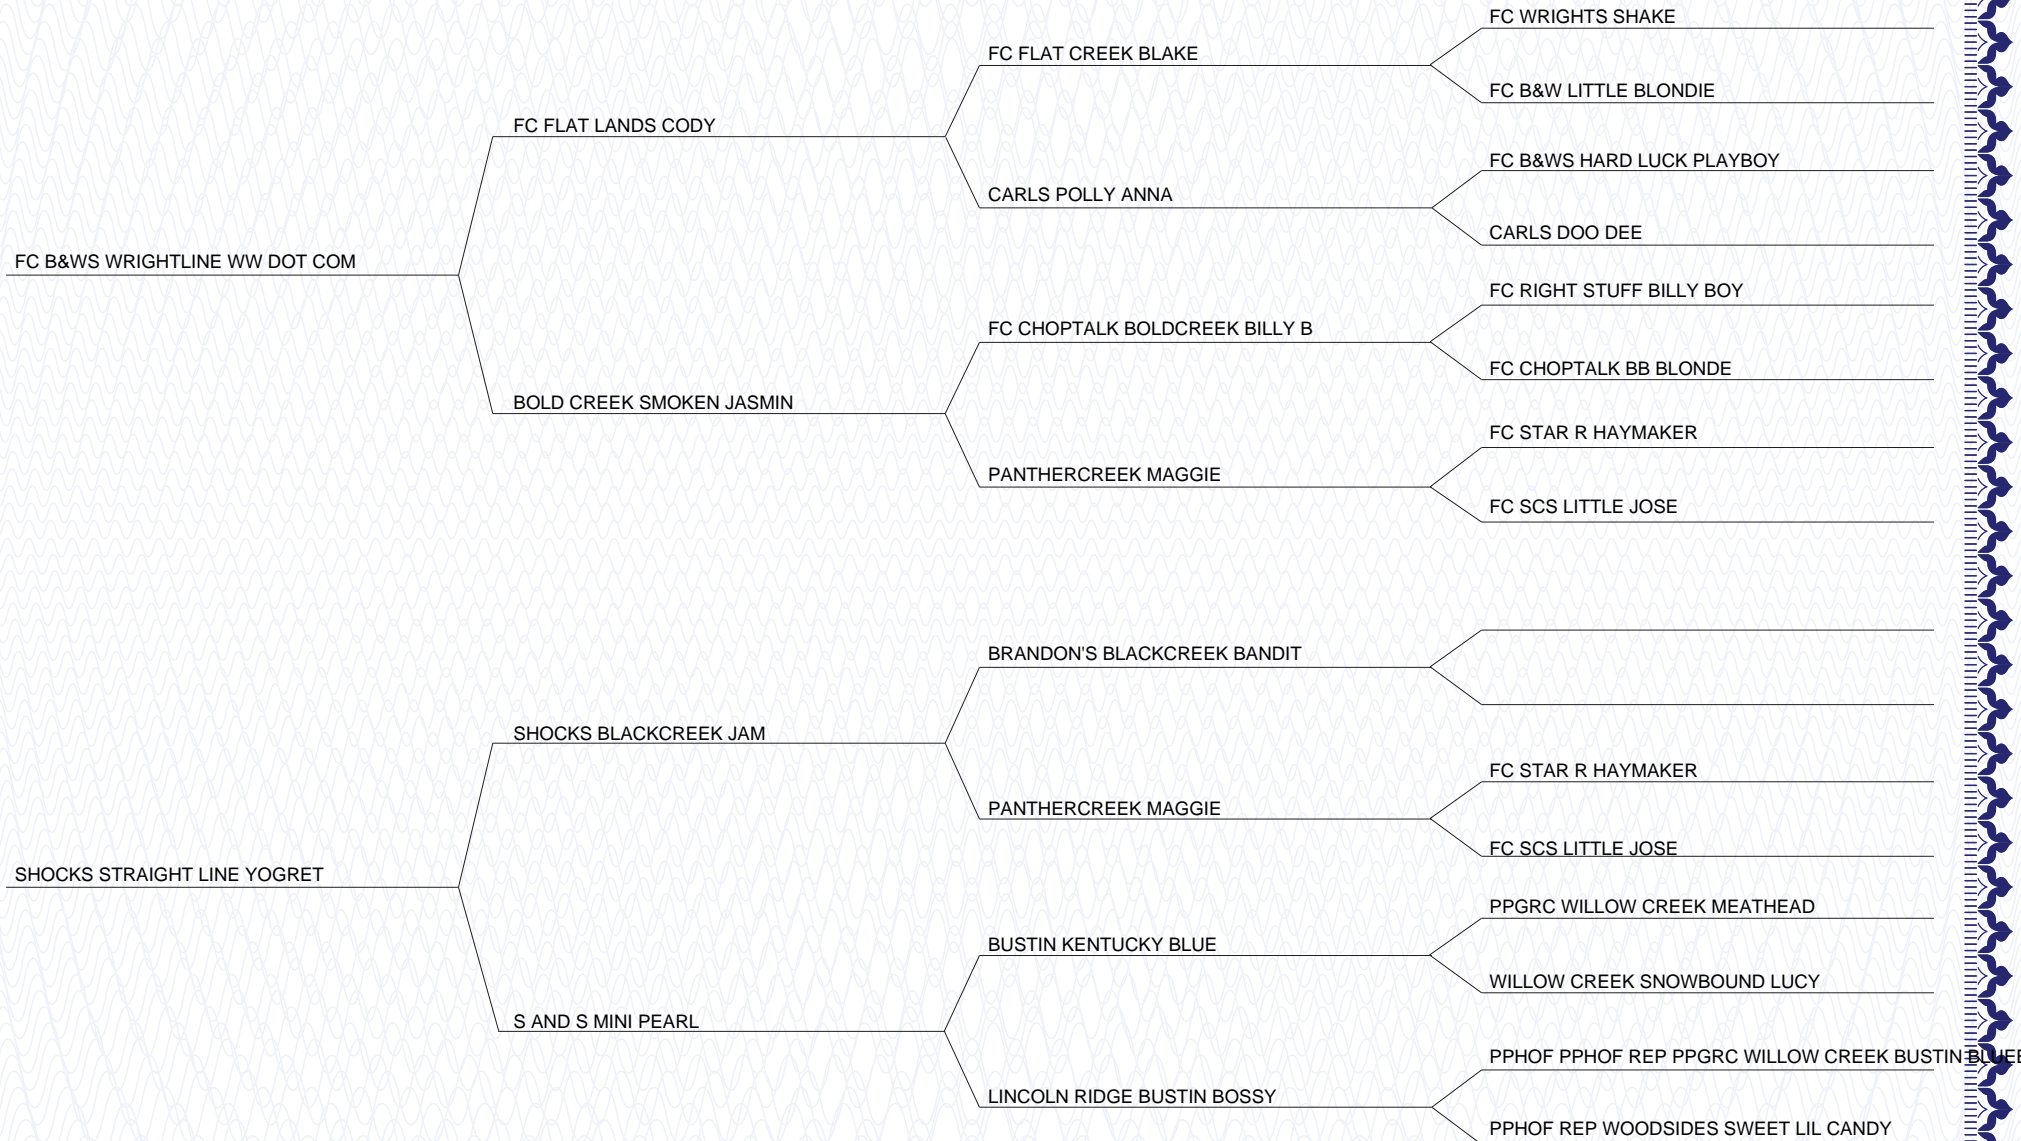 FC WRIGHTS SHAKE
FC FLAT CREEK BLAKE
FC B&W LITTLE BLONDIE
FC FLAT LANDS CODY
FC B&WS HARD LUCK PLAYBOY
CARLS POLLY ANNA
CARLS DOO DEE
FC B&WS WRIGHTLINE WW DOT COM
FC RIGHT STUFF BILLY BOY
FC CHOPTALK BOLDCREEK BILLY B
FC CHOPTALK BB BLONDE
BOLD CREEK SMOKEN JASMIN
FC STAR R HAYMAKER
PANTHERCREEK MAGGIE
FC SCS LITTLE JOSE
BRANDON'S BLACKCREEK BANDIT
SHOCKS BLACKCREEK JAM
FC STAR R HAYMAKER
PANTHERCREEK MAGGIE
FC SCS LITTLE JOSE
SHOCKS STRAIGHT LINE YOGRET
PPGRC WILLOW CREEK MEATHEAD
BUSTIN KENTUCKY BLUE
WILLOW CREEK SNOWBOUND LUCY
S AND S MINI PEARL
PPHOF PPHOF REP PPGRC WILLOW CREEK BUSTIN
LINCOLN RIDGE BUSTIN BOSSY
PPHOF REP WOODSIDES SWEET LIL CANDY